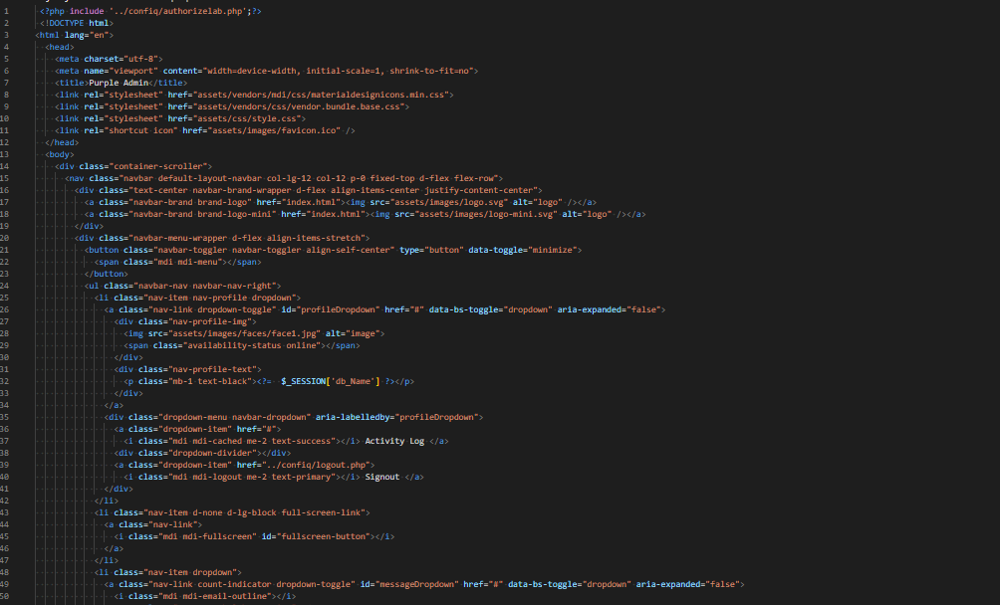 1 <?php include '../confiq/authorizelab.php';?>
2 <!DOCTYPE html>
3 <html lang="en">
4 <head>
5 <meta charset="utf-8">
6 <meta name="viewport" content="width=device-width, initial-scale=1, shrink-to-fit=no">
7 <title>Purple Admin</title>
8 <link rel="stylesheet" href="assets/vendors/mdi/css/materialdesignicons.min.css">
9 <link rel="stylesheet" href="assets/vendors/css/vendor.bundle.base.css">
10 <link rel="stylesheet" href="assets/css/style.css">
11 <link rel="shortcut icon" href="assets/images/favicon.ico" />
12 </head>
13 <body>
14 <div class="container-scroller">
15 <nav class="navbar default-layout-navbar col-lg-12 col-12 p-0 fixed-top d-flex flex-row">
16 <div class="text-center navbar-brand-wrapper d-flex align-items-center justify-content-center">
17 <a class="navbar-brand brand-logo" href="index.html"><img src="assets/images/logo.svg" alt="logo" /></a>
18 <a class="navbar-brand brand-logo-mini" href="index.html"><img src="assets/images/logo-mini.svg" alt="logo" /></a>
19 </div>
20 <div class="navbar-menu-wrapper d-flex align-items-stretch">
21 <button class="navbar-toggler navbar-toggler align-self-center" type="button" data-toggle="minimize">
22 <span class="mdi mdi-menu"></span>
23 </button>
24 <ul class="navbar-nav navbar-nav-right">
25 <li class="nav-item nav-profile dropdown">
26 <a class="nav-link dropdown-toggle" id="profileDropdown" href="#" data-bs-toggle="dropdown" aria-expanded="false">
27 <div class="nav-profile-img">
28 <img src="assets/images/faces/face1.jpg" alt="image">
29 <span class="availability-status online"></span>
30 </div>
31 <div class="nav-profile-text">
32 <p class="mb-1 text-black"><?= $_SESSION['db_Name'] ?></p>
33 </div>
34 </a>
35 <div class="dropdown-menu navbar-dropdown" aria-labelledby="profileDropdown">
36 <a class="dropdown-item" href="#">
37 <i class="mdi mdi-cached me-2 text-success"></i> Activity Log </a>
38 <div class="dropdown-divider"></div>
39 <a class="dropdown-item" href="../confiq/logout.php">
40 <i class="mdi mdi-logout me-2 text-primary"></i> Signout </a>
41 </div>
42 </li>
43 <li class="nav-item d-none d-lg-block full-screen-link">
44 <a class="nav-link">
45 <i class="mdi mdi-fullscreen" id="fullscreen-button"></i>
46 </a>
47 </li>
48 <li class="nav-item dropdown">
49 <a class="nav-link count-indicator dropdown-toggle" id="messageDropdown" href="#" data-bs-toggle="dropdown" aria-expanded="false">
50 <i class="mdi mdi-email-outline"></i>